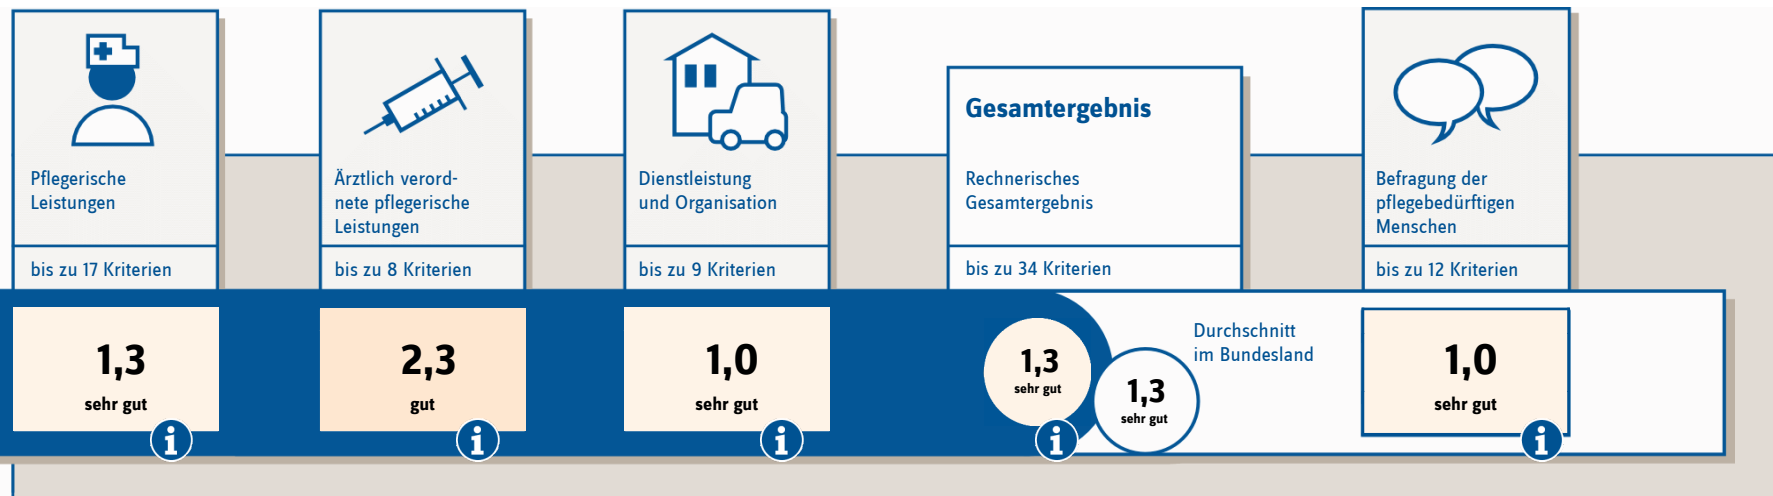 Pflegerische
Leistungen
bis zu 17 Kriterien
1,3
sehr gut
i
Ärztlich verord-
nete pflegerische
Leistungen
bis zu 8 Kriterien
2,3
gut
i
Dienstleistung
und Organisation
bis zu 9 Kriterien
1,0
sehr gut
i
Gesamtergebnis
Rechnerisches
Gesamtergebnis
bis zu 34 Kriterien
1,3
sehr gut
i
Durchschnitt
im Bundesland
1,3
sehr gut
Befragung der
pflegebedürftigen
Menschen
bis zu 12 Kriterien
1,0
sehr gut
i